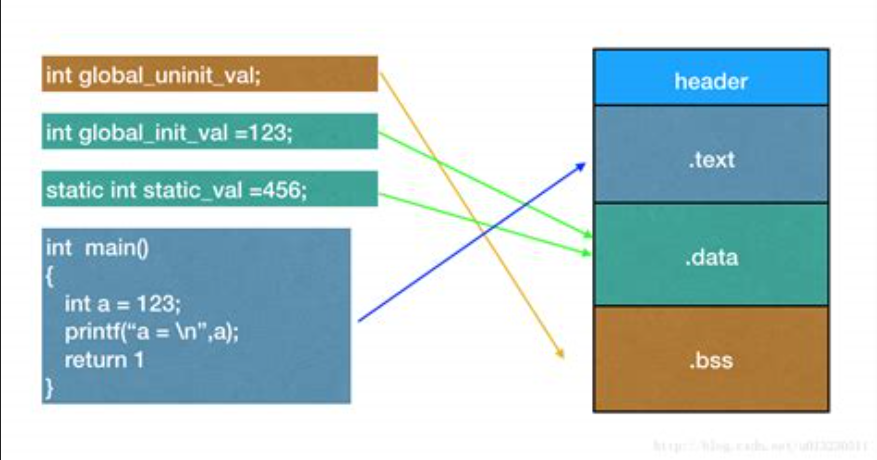 int global_uninit_val;
int global_init_val =123;
static int static_val =456;
int  main()
{
int a = 123;
printf(“a = \n”,a);
return 1
}
header
.text
.data
.bss